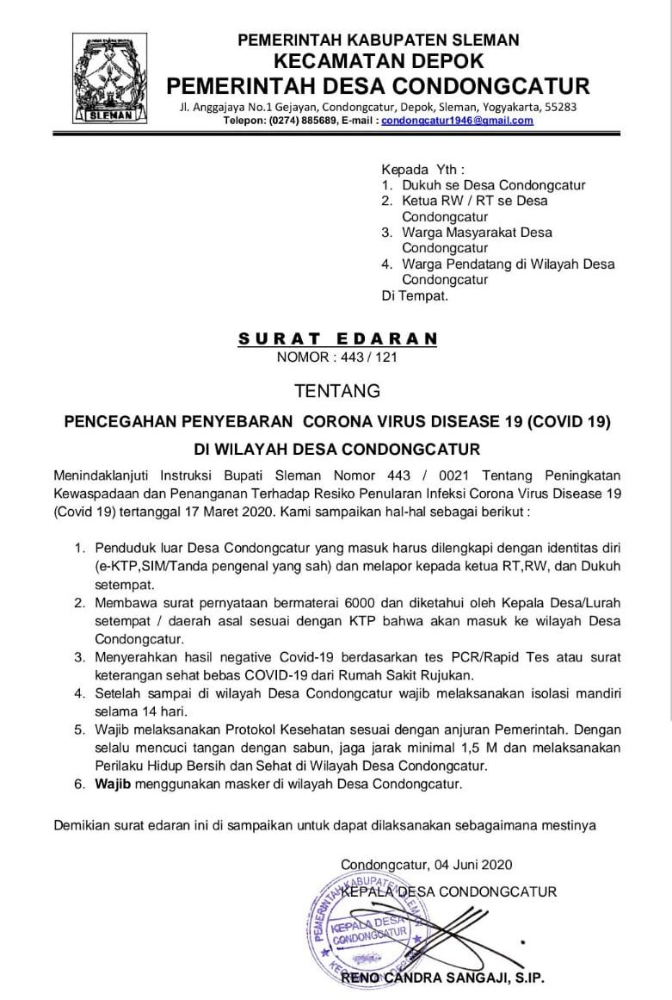 SLEMAN
PEMERINTAH KABUPATEN SLEMAN
KECAMATAN DEPOK
PEMERINTAH DESA CONDONGCATUR
Jl. Anggajaya No.1 Gejayan, Condongcatur, Depok, Sleman, Yogyakarta, 55283
Telepon: (0274) 885689, E-mail : condongcatur1946@gmail.com
Kepada Yth :
1. Dukuh se Desa Condongcatur
2. Ketua RW / RT se Desa
Condongcatur
3. Warga Masyarakat Desa
Condongcatur
4. Warga Pendatang di Wilayah Desa
Condongcatur
Di Tempat.
SURAT EDARAN
NOMOR : 443 / 121
TENTANG
PENCEGAHAN PENYEBARAN CORONA VIRUS DISEASE 19 (COVID 19)
DI WILAYAH DESA CONDONGCATUR
Menindaklanjuti Instruksi Bupati Sleman Nomor 443 / 0021 Tentang Peningkatan
Kewaspadaan dan Penanganan Terhadap Resiko Penularan Infeksi Corona Virus Disease 19
(Covid 19) tertanggal 17 Maret 2020. Kami sampaikan hal-hal sebagai berikut :
1. Penduduk luar Desa Condongcatur yang masuk harus dilengkapi dengan identitas diri
(e-KTP,SIM/Tanda pengenal yang sah) dan melapor kepada ketua RT,RW, dan Dukuh
setempat.
2. Membawa surat pernyataan bermaterai 6000 dan diketahui oleh Kepala Desa/Lurah
setempat / daerah asal sesuai dengan KTP bahwa akan masuk ke wilayah Desa
Condongcatur.
3. Menyerahkan hasil negative Covid-19 berdasarkan tes PCR/Rapid Tes atau surat
keterangan sehat bebas COVID-19 dari Rumah Sakit Rujukan.
4. Setelah sampai di wilayah Desa Condongcatur wajib melaksanakan isolasi mandiri
selama 14 hari.
5. Wajib melaksanakan Protokol Kesehatan sesuai dengan anjuran Pemerintah. Dengan
selalu mencuci tangan dengan sabun, jaga jarak minimal 1,5 M dan melaksanakan
Perilaku Hidup Bersih dan Sehat di Wilayah Desa Condongcatur.
6. Wajib menggunakan masker di wilayah Desa Condongcatur.
Demikian surat edaran ini di sampaikan untuk dapat dilaksanakan sebagaimana mestinya
Condongcatur, 04 Juni 2020
KEPALA DESA CONDONGCATUR
PEMERINTAH KABUPATEN SLEMAN
KEPALA DESA
CONDONGCATUR
KECAMATAN DEPOK
RENO CANDRA SANGAJI, S.IP.